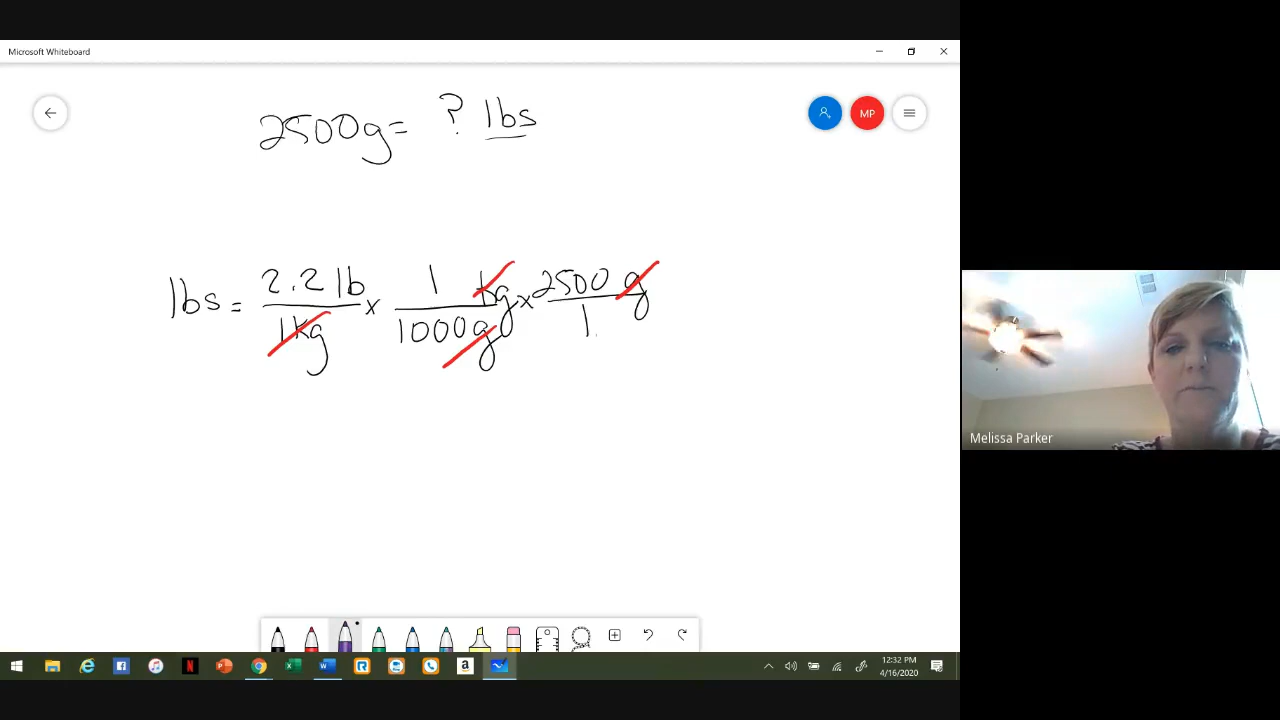 Microsoft Whiteboard
MP
2500g= ? lbs
lbs = 2.2 lb / 1kg x 1 kg / 1000g x 2500 g / 1
Melissa Parker
12:32 PM
4/16/2020